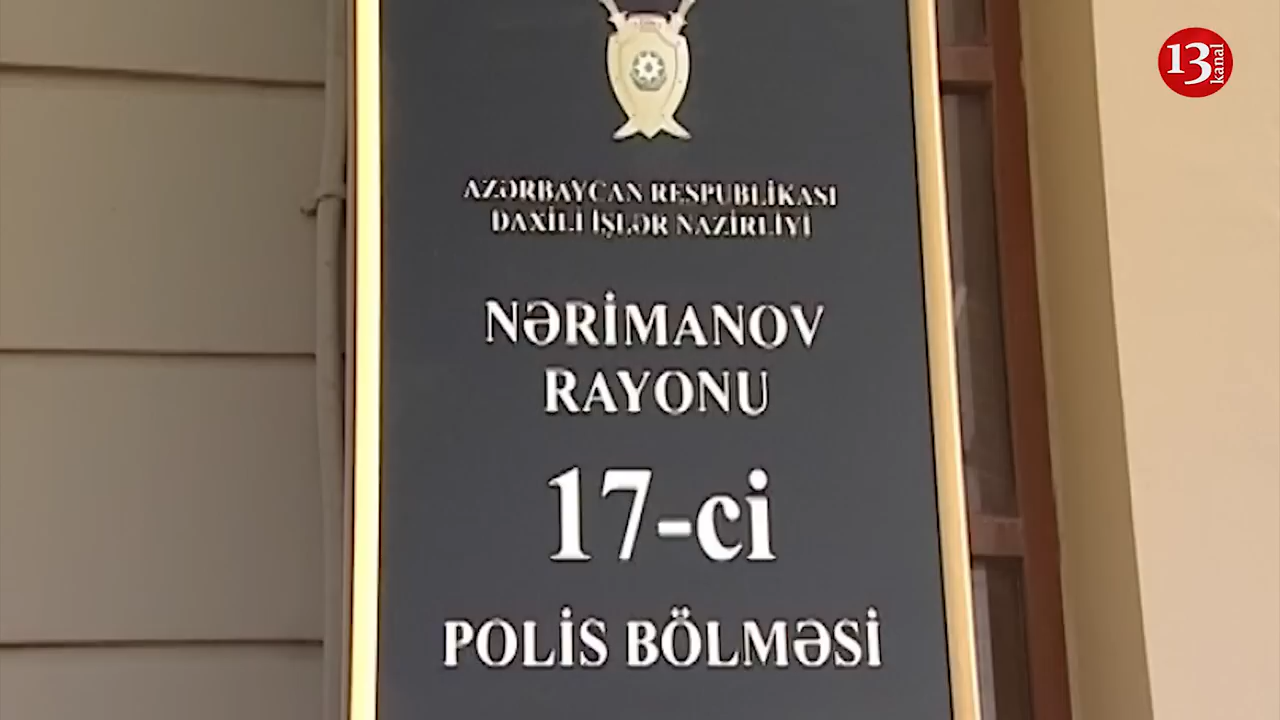 13
kanal
AZƏRBAYCAN RESPUBLİKASI
DAXİLİ İŞLƏR NAZİRLİYİ
NƏRİMANOV
RAYONU
17-ci
POLİS BÖLMƏSİ